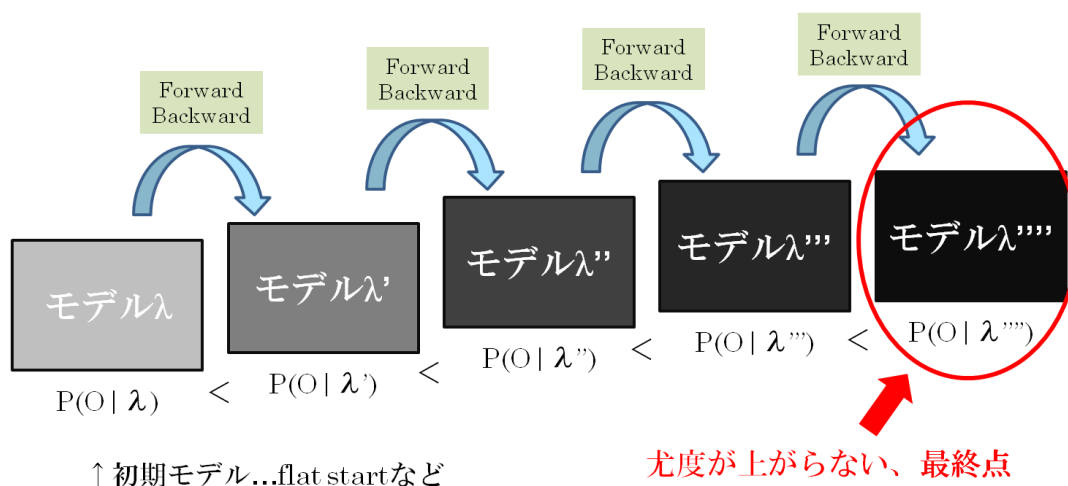 Forward
Backward
Forward
Backward
Forward
Backward
Forward
Backward
モデルλ
モデルλ'
モデルλ''
モデルλ'''
モデルλ''''
P(O | λ)
<
P(O | λ')
<
P(O | λ'')
<
P(O | λ''')
<
P(O | λ'''')
↑初期モデル…flat startなど
尤度が上がらない、最終点